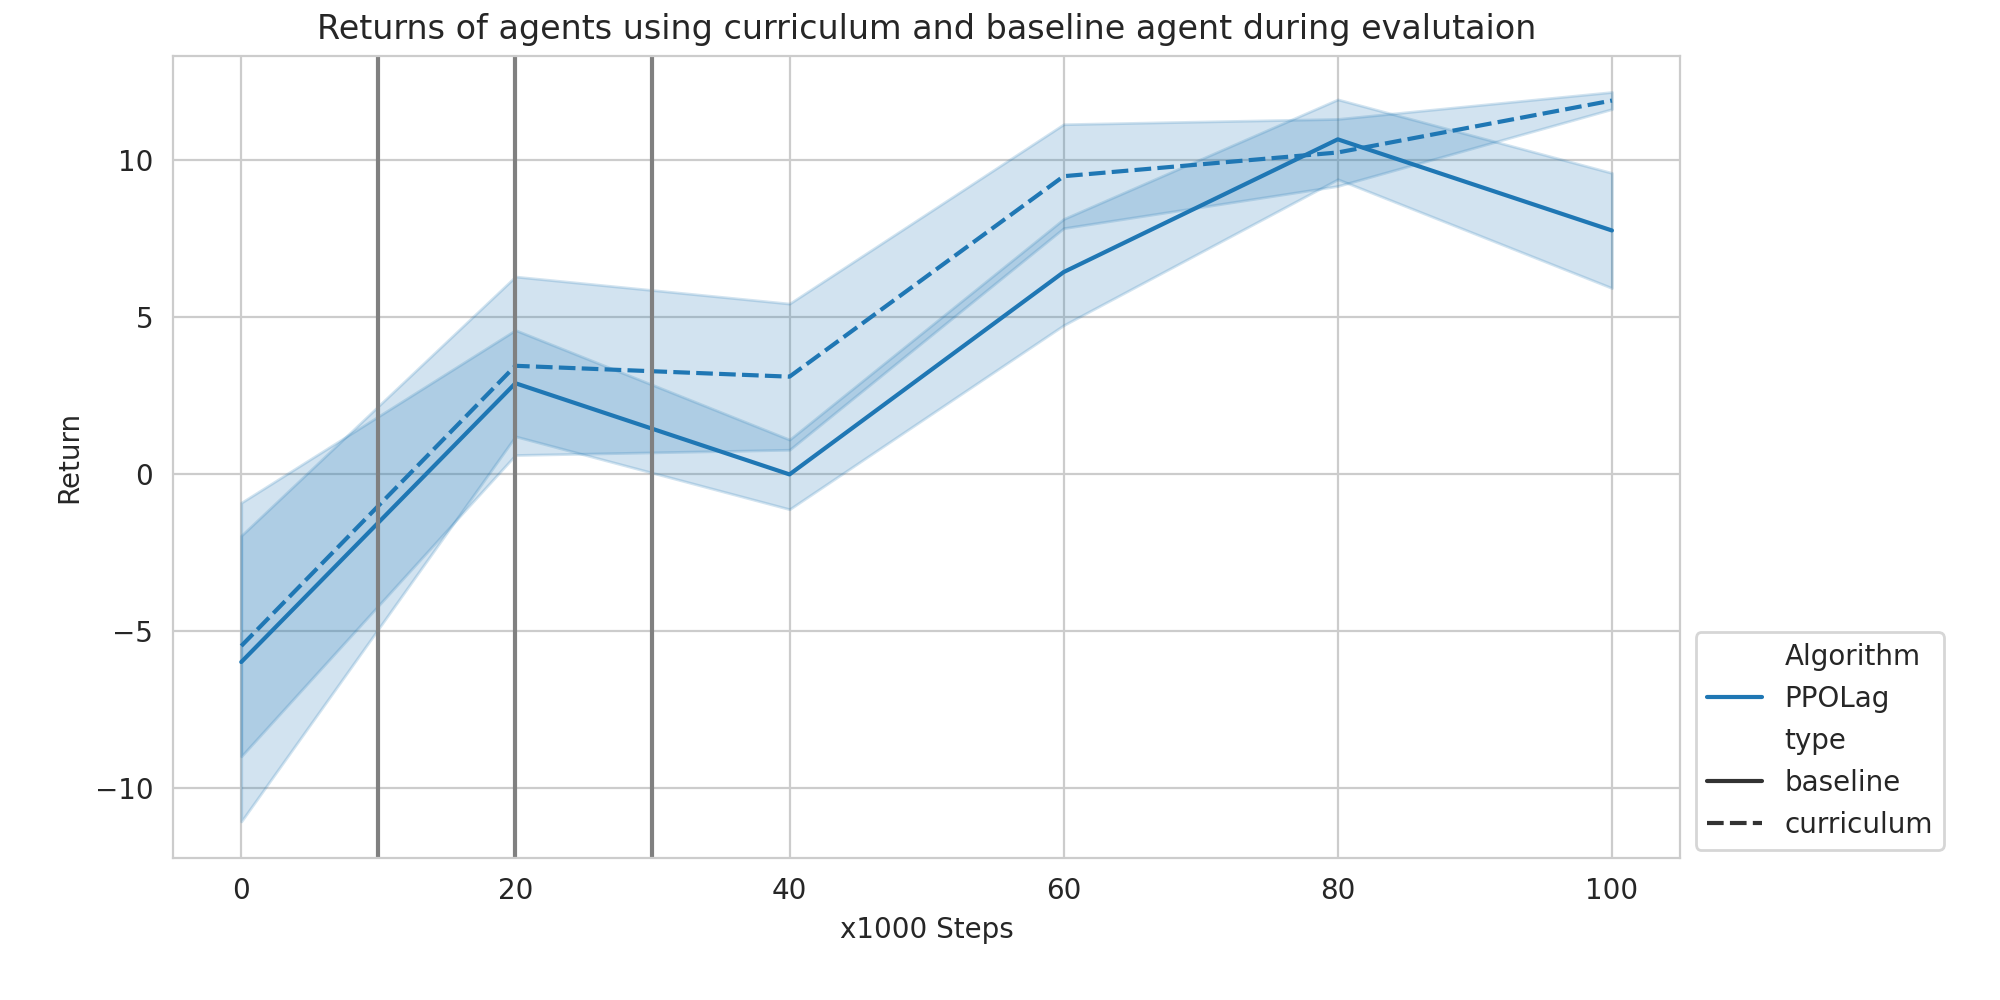 Returns of agents using curriculum and baseline agent during evalutaion
10
5
0
−5
−10
Return
0 20 40 60 80 100
x1000 Steps
Algorithm
PPOLag
type
baseline
curriculum